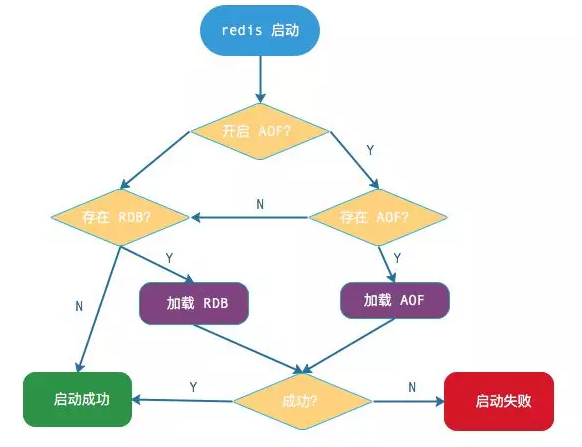 redis 启动
开启 AOF?
Y
存在 RDB?
N
存在 AOF?
Y
Y
加载 RDB
加载 AOF
N
启动成功
Y
成功?
N
启动失败